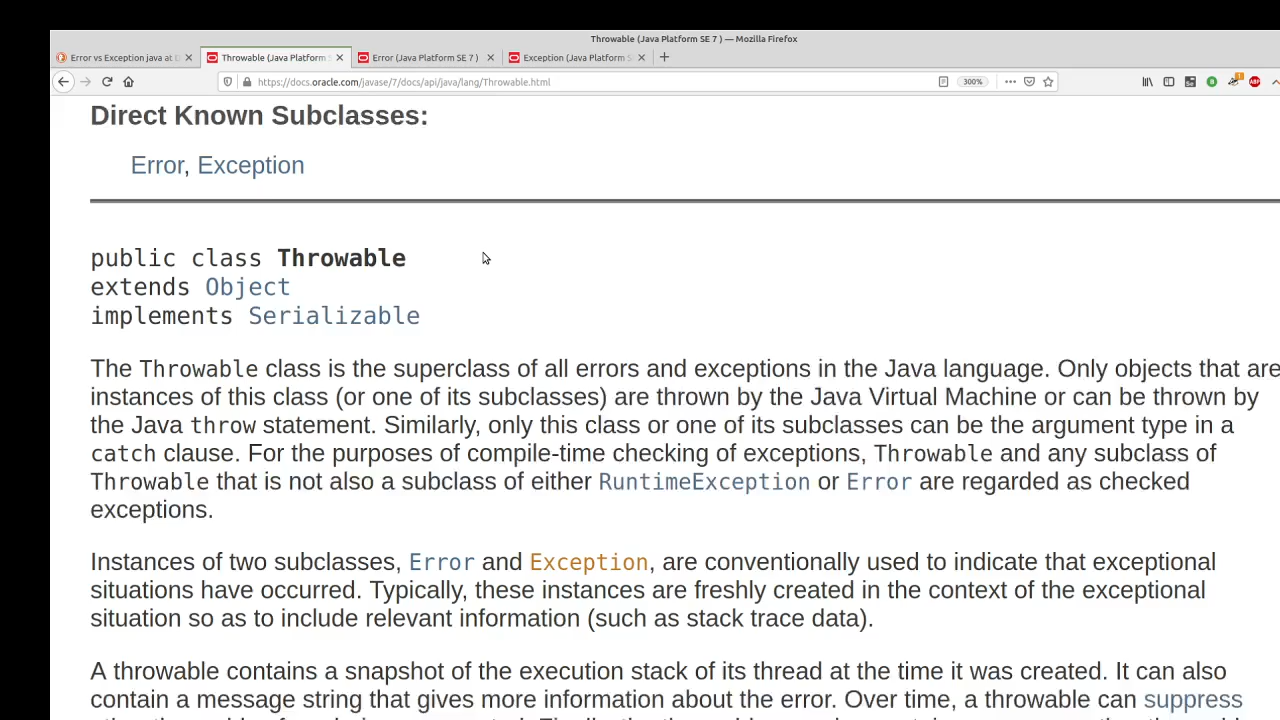 Throwable (Java Platform SE 7 ) — Mozilla Firefox
Error vs Exception java at
Throwable (Java Platform S
Error (Java Platform SE 7 )
Exception (Java Platform SE
https://docs.oracle.com/javase/7/docs/api/java/lang/Throwable.html
300%
Direct Known Subclasses:
Error, Exception
public class Throwable
extends Object
implements Serializable
The Throwable class is the superclass of all errors and exceptions in the Java language. Only objects that are
instances of this class (or one of its subclasses) are thrown by the Java Virtual Machine or can be thrown by
the Java throw statement. Similarly, only this class or one of its subclasses can be the argument type in a
catch clause. For the purposes of compile-time checking of exceptions, Throwable and any subclass of
Throwable that is not also a subclass of either RuntimeException or Error are regarded as checked
exceptions.
Instances of two subclasses, Error and Exception, are conventionally used to indicate that exceptional
situations have occurred. Typically, these instances are freshly created in the context of the exceptional
situation so as to include relevant information (such as stack trace data).
A throwable contains a snapshot of the execution stack of its thread at the time it was created. It can also
contain a message string that gives more information about the error. Over time, a throwable can suppress